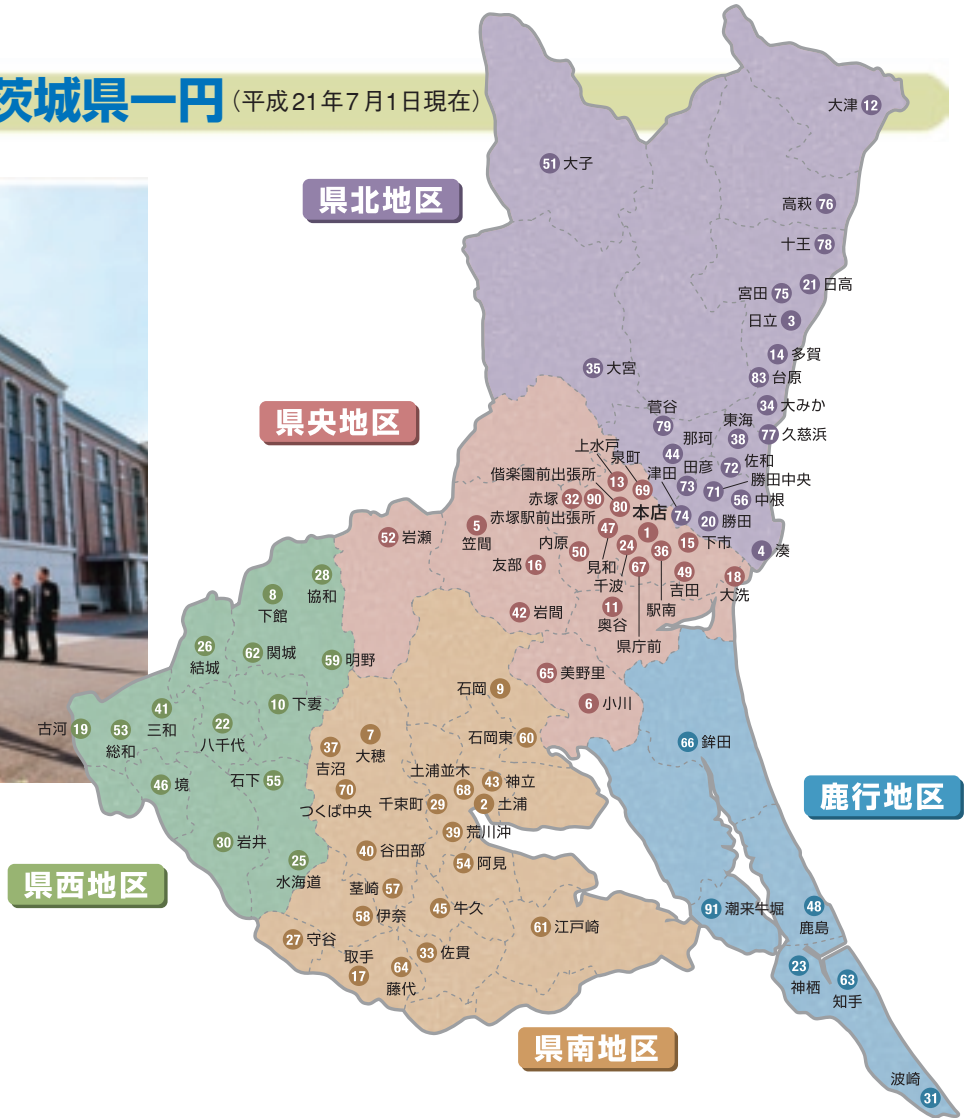 茨城県一円(平成21年7月1日現在)
県北地区
12 大津
51 大子
76 高萩
78 十王
21 日高
75 宮田
3 日立
14 多賀
35 大宮
83 台原
34 大みか
79 菅谷
38 東海
77 久慈浜
44 那珂
72 佐和
73 田彦
71 勝田中央
56 中根
74 津田
20 勝田
4 湊
県央地区
13 上水戸
69 泉町
80 偕楽園前出張所
32 赤塚
90 赤塚駅前出張所
1 本店
47 見和
24 千波
36 駅南
67 県庁前
15 下市
49 吉田
18 大洗
52 岩瀬
5 笠間
50 内原
16 友部
42 岩間
11 奥谷
65 美野里
6 小川
県西地区
28 協和
8 下館
26 結城
62 関城
59 明野
10 下妻
41 三和
22 八千代
19 古河
53 総和
46 境
55 石下
30 岩井
25 水海道
県南地区
9 石岡
60 石岡東
7 大穂
37 吉沼
70 つくば中央
68 土浦並木
43 神立
29 千束町
2 土浦
39 荒川沖
40 谷田部
54 阿見
57 茎崎
45 牛久
58 伊奈
61 江戸崎
27 守谷
33 佐貫
17 取手
64 藤代
鹿行地区
66 鉾田
91 潮来牛堀
48 鹿島
23 神栖
63 知手
31 波崎